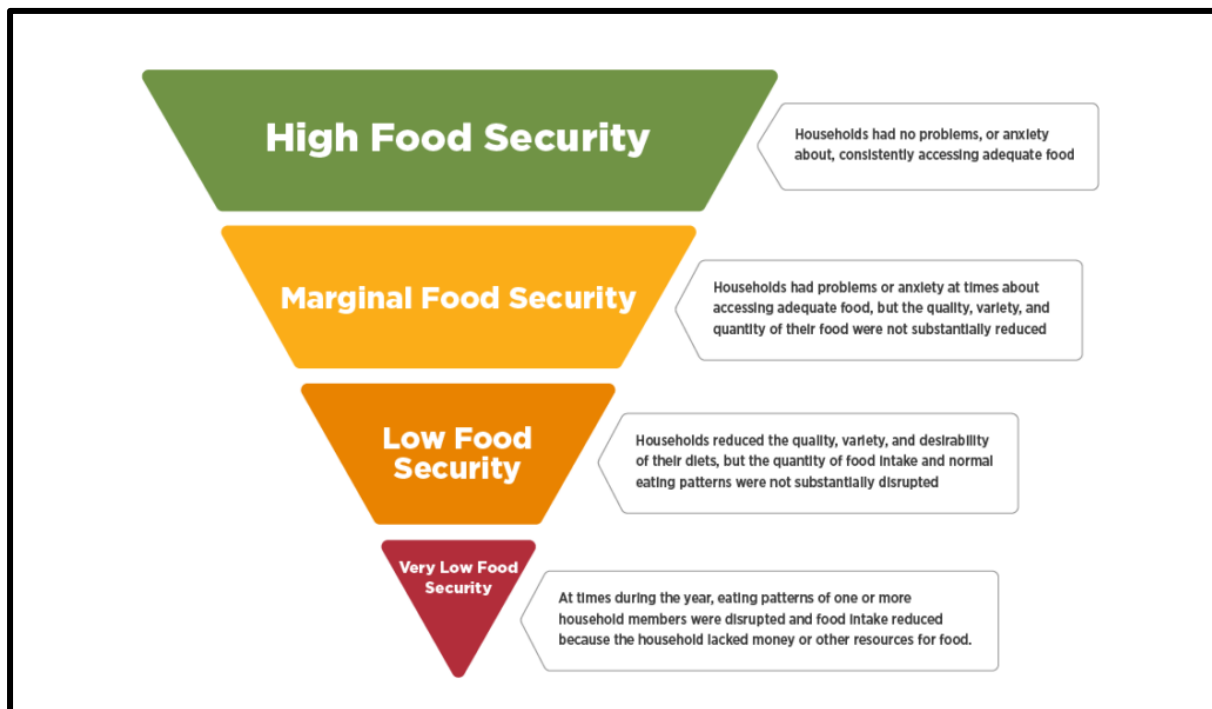 High Food Security
Households had no problems, or anxiety
about, consistently accessing adequate food
Marginal Food Security
Households had problems or anxiety at times about
accessing adequate food, but the quality, variety, and
quantity of their food were not substantially reduced
Low Food
Security
Households reduced the quality, variety, and desirability
of their diets, but the quantity of food intake and normal
eating patterns were not substantially disrupted
Very Low Food
Security
At times during the year, eating patterns of one or more
household members were disrupted and food intake reduced
because the household lacked money or other resources for food.